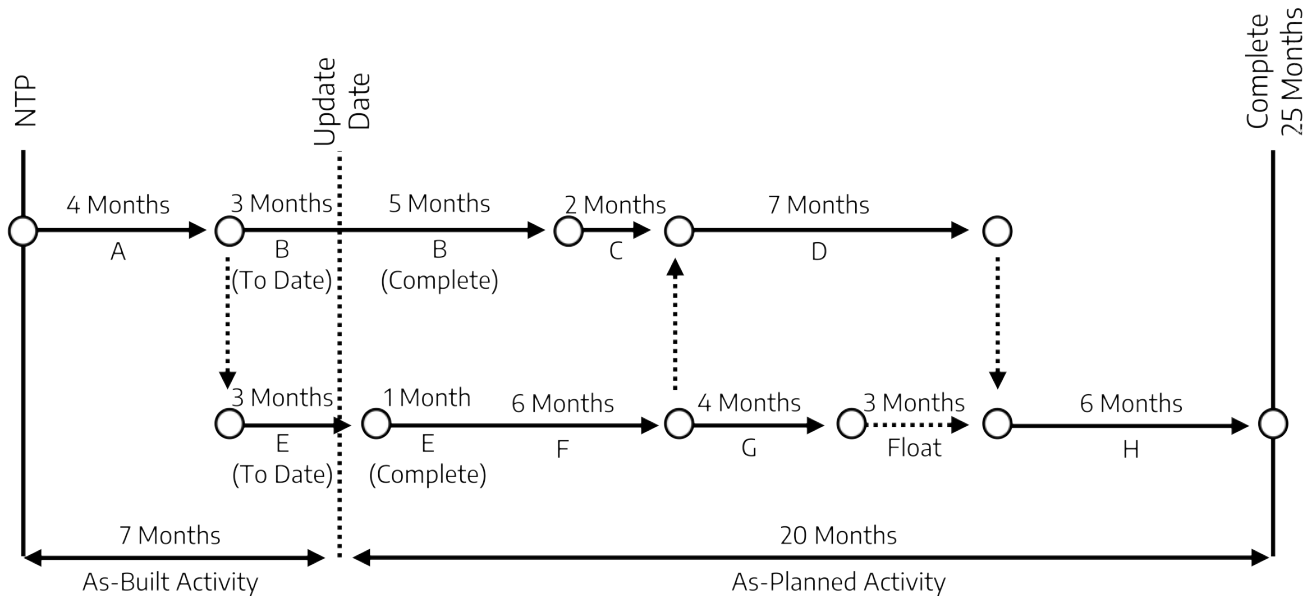 NTP
Update
Date
Complete
25 Months
4 Months
3 Months
5 Months
2 Months
7 Months
A
B
B
C
D
(To Date)
(Complete)
3 Months
1 Month
6 Months
4 Months
3 Months
6 Months
E
E
F
G
Float
H
(To Date)
(Complete)
7 Months
20 Months
As-Built Activity
As-Planned Activity